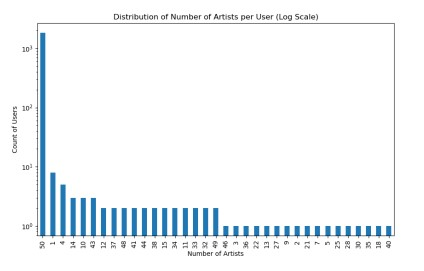 Distribution of Number of Artists per User (Log Scale)
Count of Users
10³
10²
10¹
10⁰
50 1 4 14 10 43 12 37 48 41 44 38 15 34 11 33 32 49 46 3 36 22 13 27 9 2 21 7 5 25 28 30 35 18 40
Number of Artists